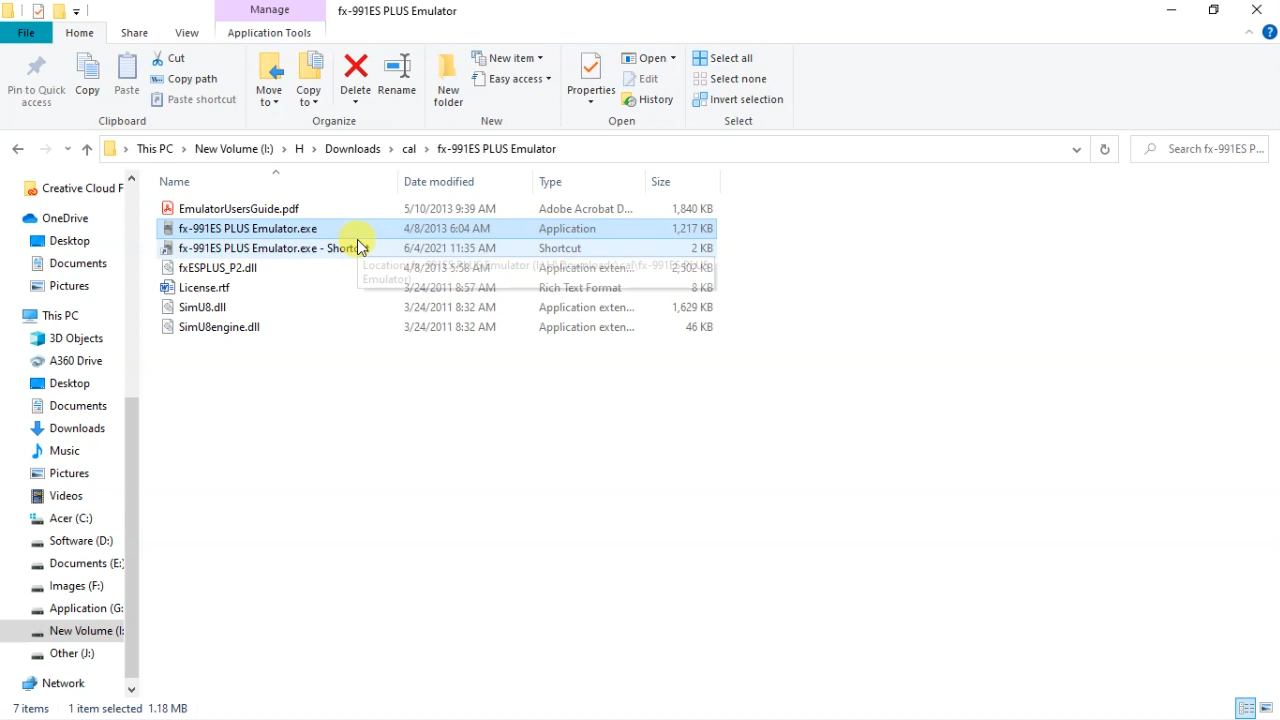 Manage
fx-991ES PLUS Emulator
File
Home
Share
View
Application Tools
Pin to Quick access
Copy
Paste
Cut
Copy path
Paste shortcut
Clipboard
Move to
Copy to
Delete
Rename
Organize
New folder
New item
Easy access
New
Properties
Open
Edit
History
Open
Select all
Select none
Invert selection
Select
This PC › New Volume (I:) › H › Downloads › cal › fx-991ES PLUS Emulator
Search fx-991ES P...
Name Date modified Type Size
EmulatorUsersGuide.pdf 5/10/2013 9:39 AM Adobe Acrobat D... 1,840 KB
fx-991ES PLUS Emulator.exe 4/8/2013 6:04 AM Application 1,217 KB
fx-991ES PLUS Emulator.exe - Shortcut 6/4/2021 11:35 AM Shortcut 2 KB
fxESPLUS_P2.dll 4/8/2013 5:58 AM Application exten... 2,502 KB
License.rtf 3/24/2011 8:57 AM Rich Text Format 8 KB
SimU8.dll 3/24/2011 8:32 AM Application exten... 1,629 KB
SimU8engine.dll 3/24/2011 8:32 AM Application exten... 46 KB
Creative Cloud F
OneDrive
Desktop
Documents
Pictures
This PC
3D Objects
A360 Drive
Desktop
Documents
Downloads
Music
Pictures
Videos
Acer (C:)
Software (D:)
Documents (E:)
Images (F:)
Application (G:
New Volume (I:
Other (J:)
Network
7 items 1 item selected 1.18 MB